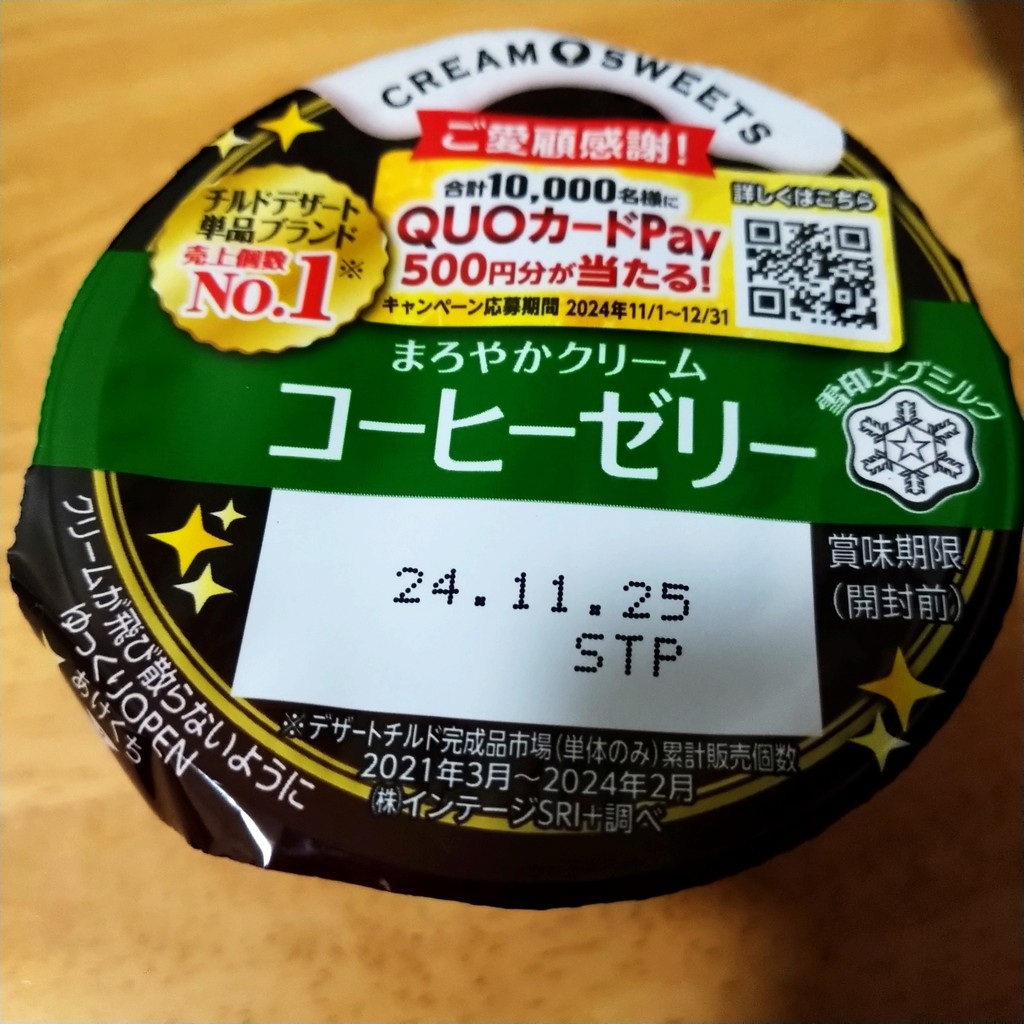 CREAM SWEETS
ご愛顧感謝!
チルドデザート
単品ブランド
売上個数
No.1※
合計10,000名様に
QUOカードPay
500円分が当たる!
キャンペーン応募期間 2024年11/1~12/31
詳しくはこちら
まろやかクリーム
コーヒーゼリー
雪印メグミルク
24.11.25
STP
賞味期限
(開封前)
クリームが飛び散らないように
ゆっくりOPEN
あけくち
※デザートチルド完成品市場(単体のみ)累計販売個数
2021年3月~2024年2月
㈱インテージSRI+調べ